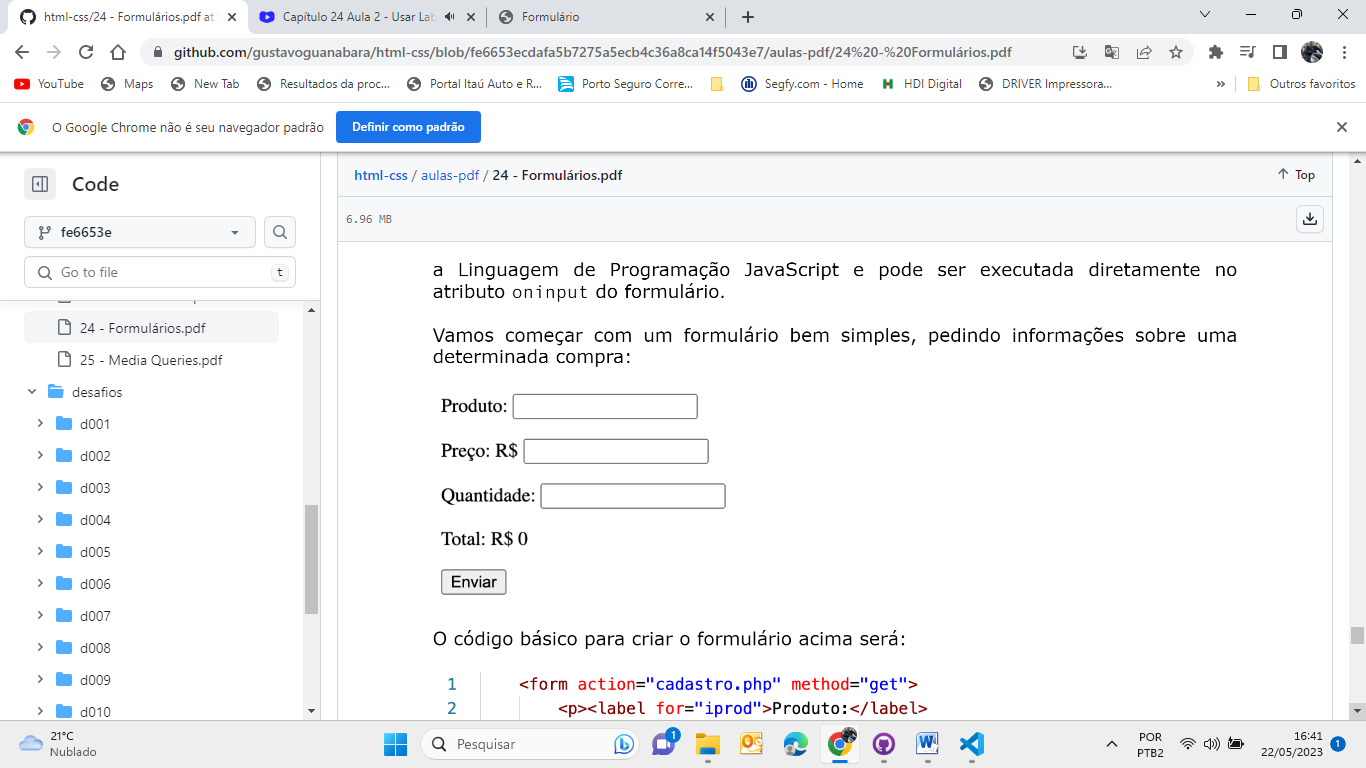 html-css/24 - Formulários.pdf at
Capítulo 24 Aula 2 - Usar Lab
Formulário
github.com/gustavoguanabara/html-css/blob/fe6653ecdafa5b7275a5ecb4c36a8ca14f5043e7/aulas-pdf/24%20-%20Formulários.pdf
YouTube Maps New Tab Resultados da proc... Portal Itaú Auto e R... Porto Seguro Corre... Segfy.com - Home HDI Digital DRIVER Impressora... » Outros favoritos
O Google Chrome não é seu navegador padrão Definir como padrão
Code
fe6653e
Go to file t
24 - Formulários.pdf
25 - Media Queries.pdf
desafios
d001
d002
d003
d004
d005
d006
d007
d008
d009
d010
html-css / aulas-pdf / 24 - Formulários.pdf Top
6.96 MB
a Linguagem de Programação JavaScript e pode ser executada diretamente no
atributo oninput do formulário.
Vamos começar com um formulário bem simples, pedindo informações sobre uma
determinada compra:
Produto:
Preço: R$
Quantidade:
Total: R$ 0
Enviar
O código básico para criar o formulário acima será:
1 <form action="cadastro.php" method="get">
2 <p><label for="iprod">Produto:</label>
21°C
Nublado
Pesquisar
1
POR
PTB2
16:41
22/05/2023
1